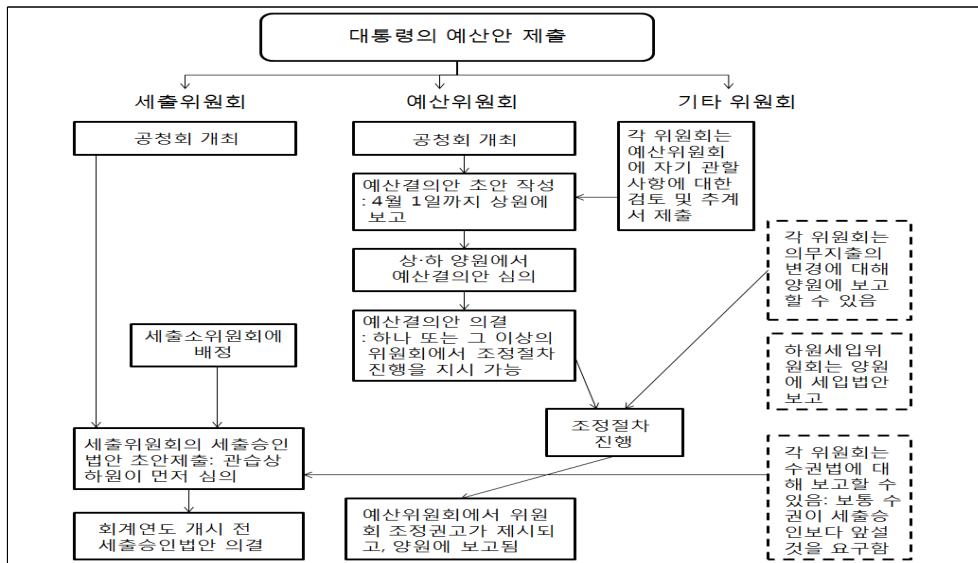 대통령의 예산안 제출
세출위원회
예산위원회
기타 위원회
공청회 개최
공청회 개최
각 위원회는
예산위원회
에 자기 관할
사항에 대한
검토 및 추계
서 제출
예산결의안 초안 작성
: 4월 1일까지 상원에
보고
각 위원회는
의무지출의
변경에 대해
양원에 보고
할 수 있음
상·하 양원에서
예산결의안 심의
세출소위원회에
배정
예산결의안 의결
: 하나 또는 그 이상의
위원회에서 조정절차
진행을 지시 가능
하원세입위
원회는 양원
에 세입법안
보고
조정절차
진행
세출위원회의 세출승인
법안 초안제출: 관습상
하원이 먼저 심의
각 위원회는
수권법에 대
해 보고할 수
있음: 보통 수
권이 세출승
인보다 앞설
것을 요구함
회계연도 개시 전
세출승인법안 의결
예산위원회에서 위원
회 조정권고가 제시되
고, 양원에 보고됨